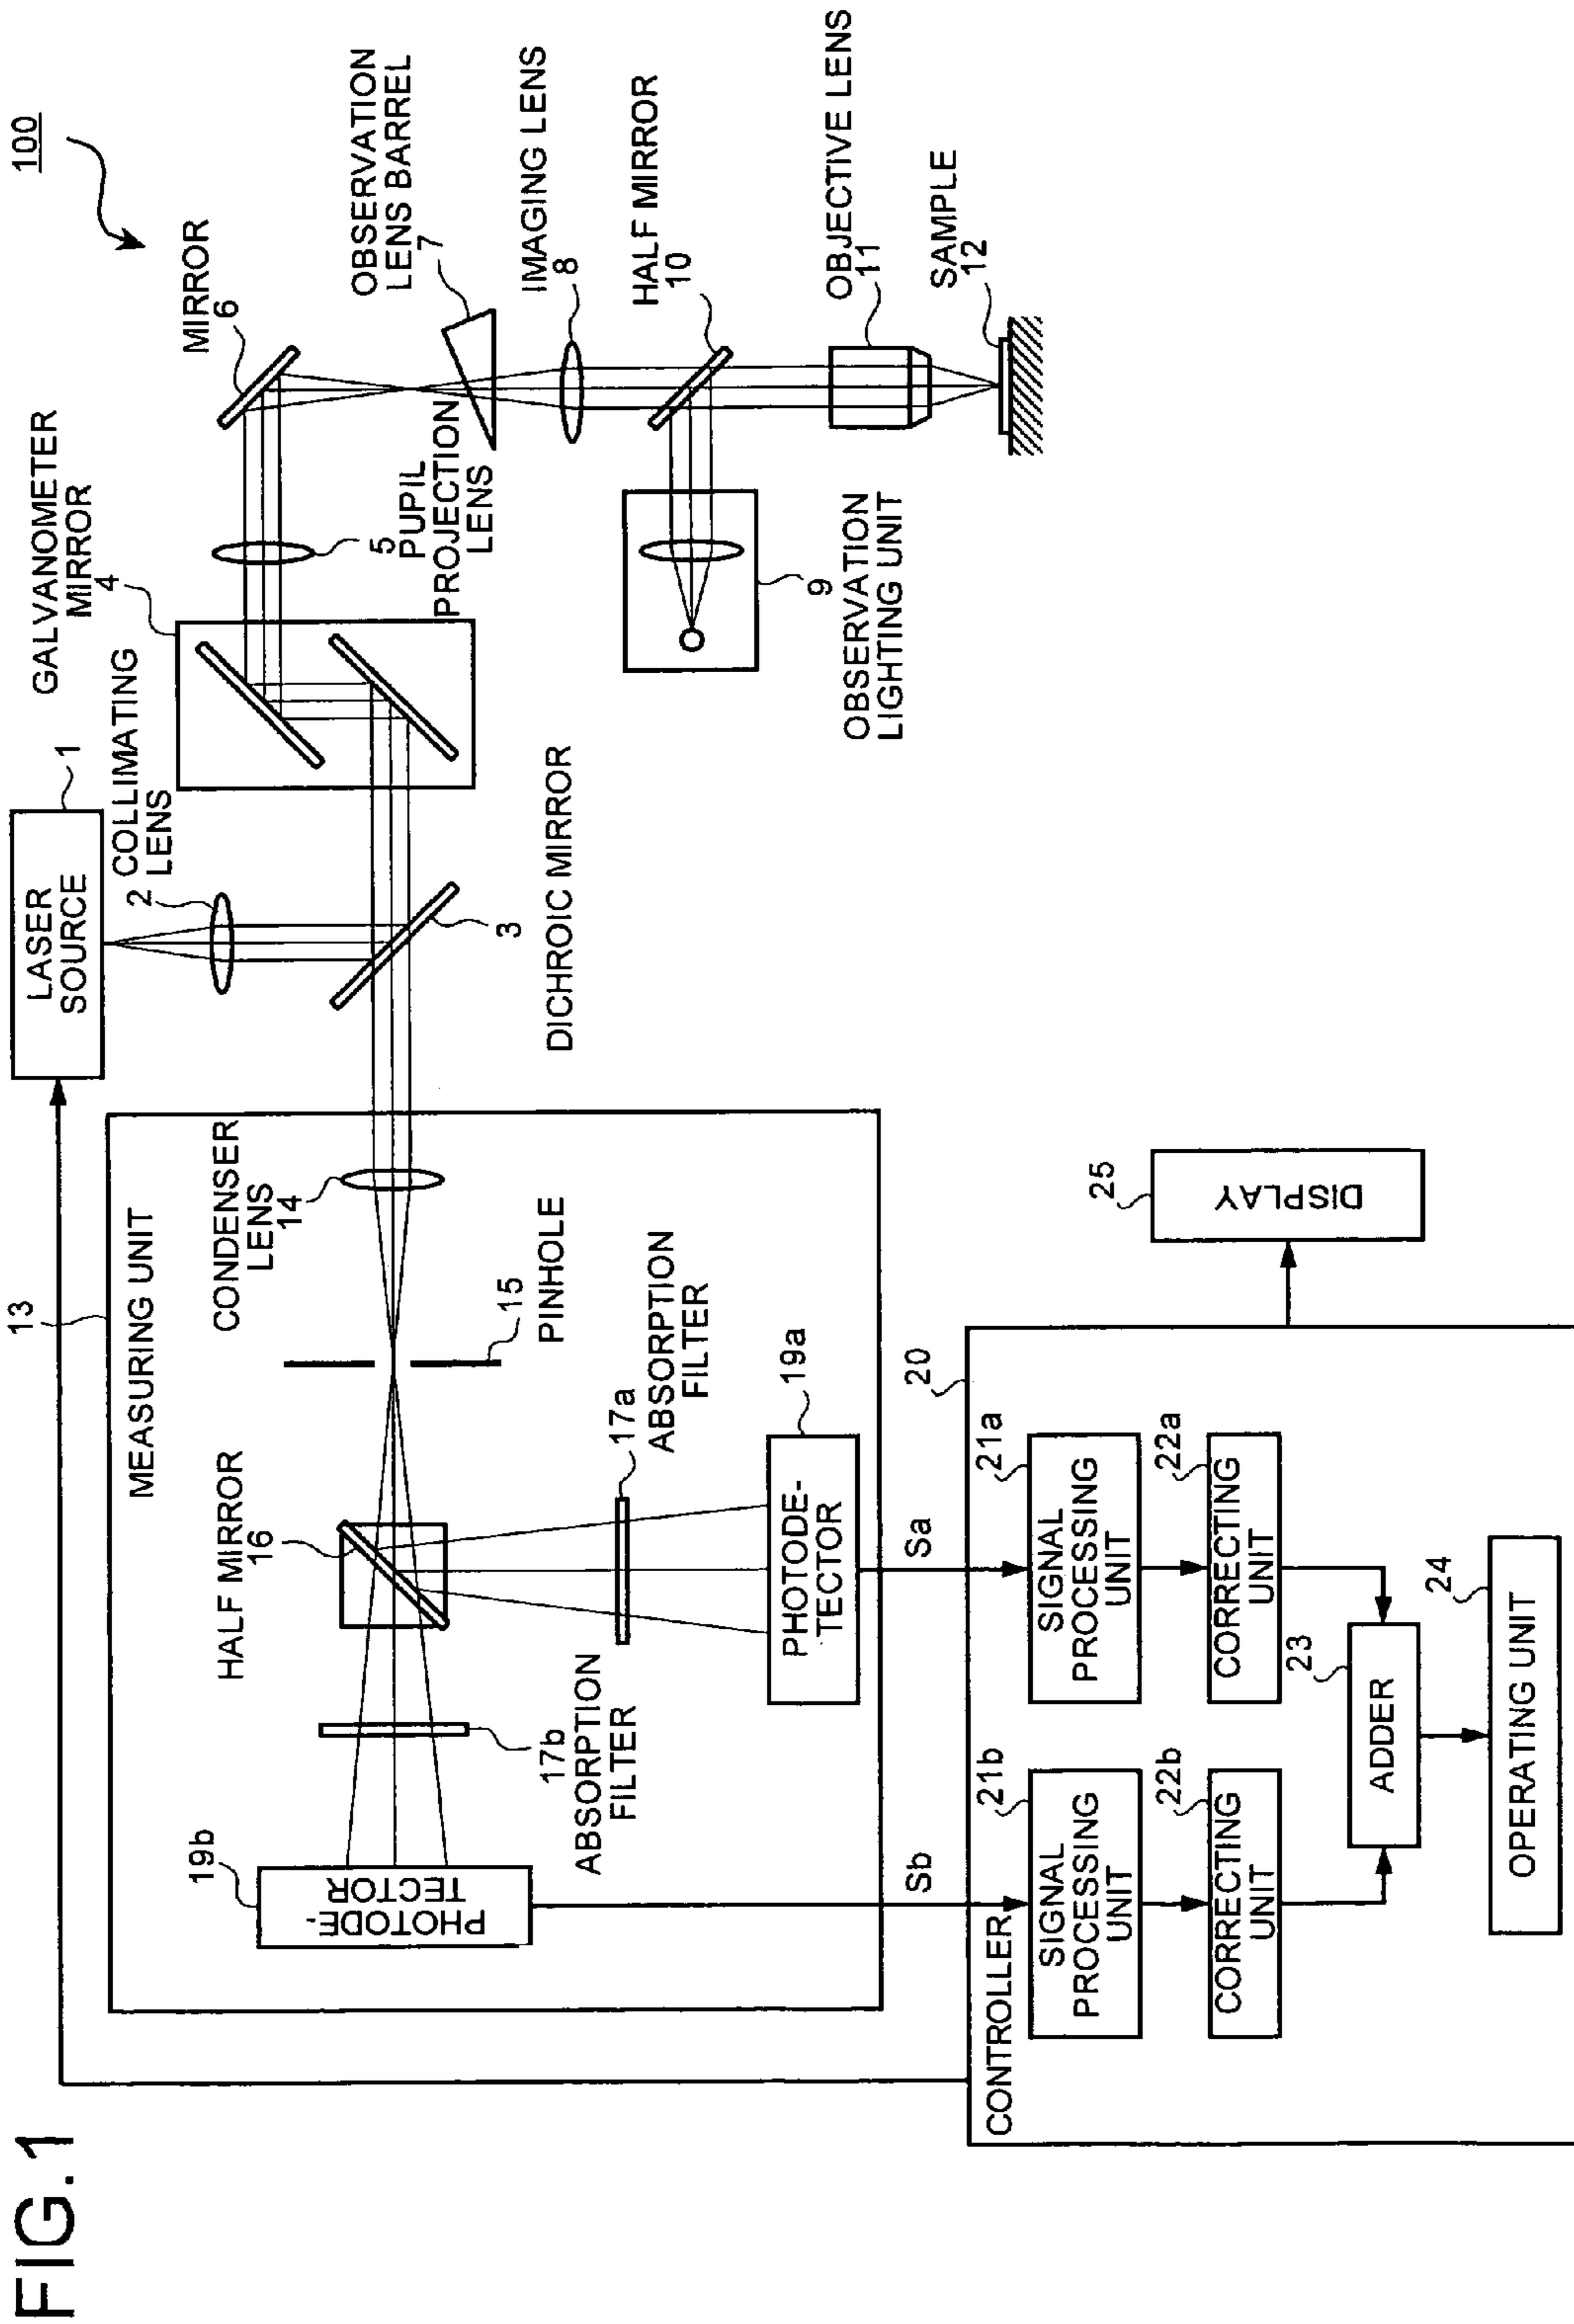 FIG.1
100
LASER
SOURCE
1
COLLIMATING
LENS
2
GALVANOMETER
MIRROR
4
MIRROR
6
5
PUPIL
PROJECTION
LENS
OBSERVATION
LENS BARREL
7
IMAGING LENS
8
HALF MIRROR
10
OBJECTIVE LENS
11
SAMPLE
12
9
OBSERVATION
LIGHTING UNIT
3
DICHROIC MIRROR
13
MEASURING UNIT
CONDENSER
LENS
14
15
PINHOLE
HALF MIRROR
16
17a
ABSORPTION
FILTER
17b
ABSORPTION
FILTER
19a
PHOTODE-
TECTOR
19b
PHOTODE-
TECTOR
Sa
Sb
20
CONTROLLER
21a
SIGNAL
PROCESSING
UNIT
21b
SIGNAL
PROCESSING
UNIT
22a
CORRECTING
UNIT
22b
CORRECTING
UNIT
23
ADDER
24
OPERATING UNIT
25
DISPLAY